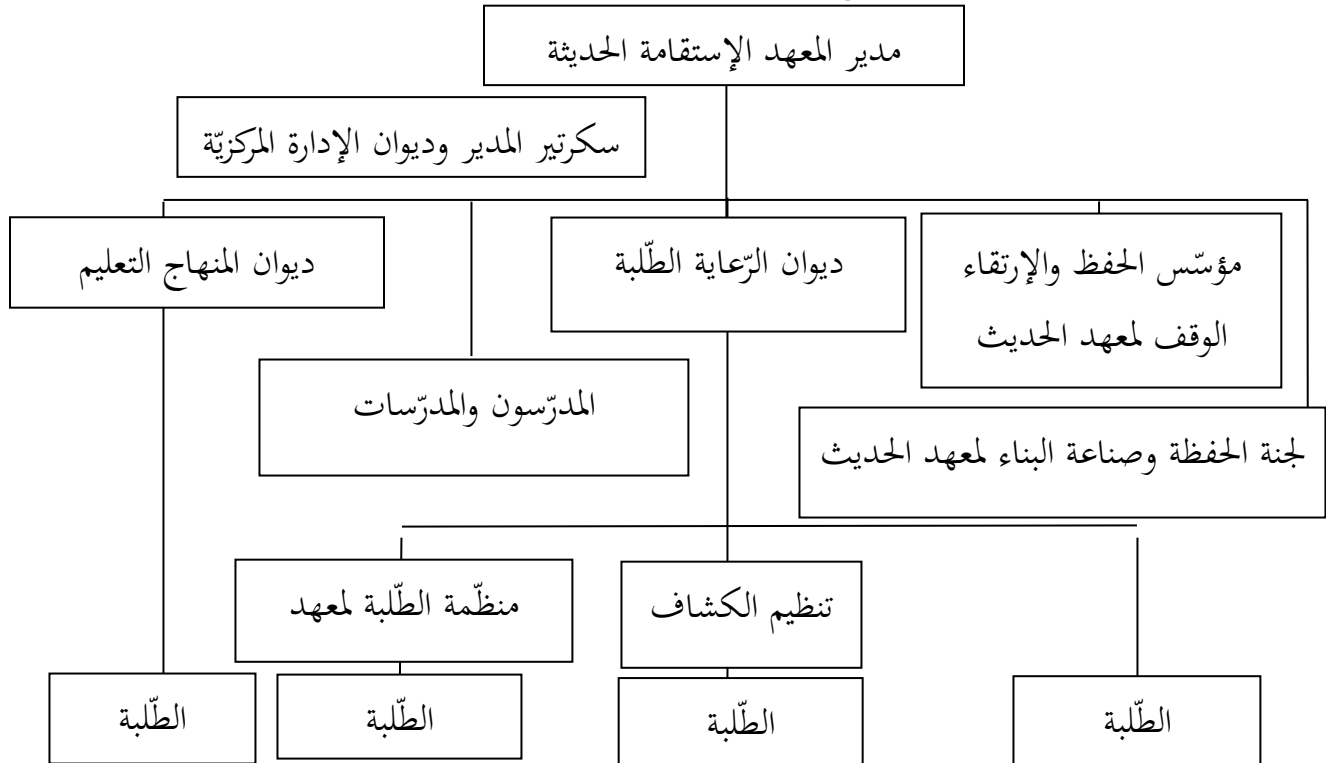 مدير المعهد الإستقامة الحديثة
سكرتير المدير وديوان الإدارة المركزيّة
مؤسّس الحفظ والإرتقاء
الوقف لمعهد الحديث
ديوان الرّعاية الطّلبة
ديوان المنهاج التعليم
المدرّسون والمدرّسات
لجنة الحفظة وصناعة البناء لمعهد الحديث
تنظيم الكشاف
منظّمة الطّلبة لمعهد
الطّلبة
الطّلبة
الطّلبة
الطّلبة